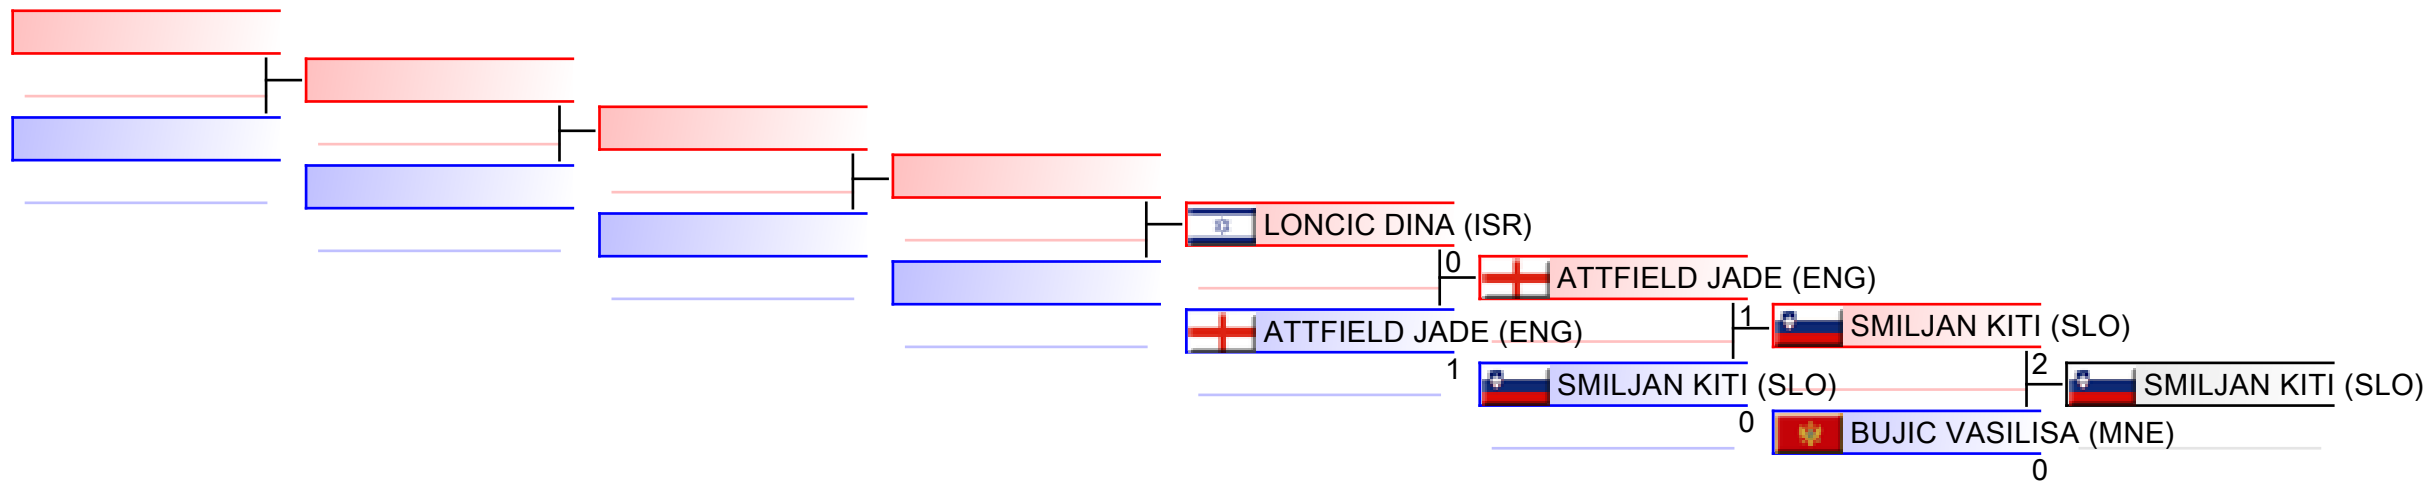 LONCIC DINA (ISR)
0
ATTFIELD JADE (ENG)
ATTFIELD JADE (ENG)
1
1
SMILJAN KITI (SLO)
SMILJAN KITI (SLO)
0
2
SMILJAN KITI (SLO)
BUJIC VASILISA (MNE)
0